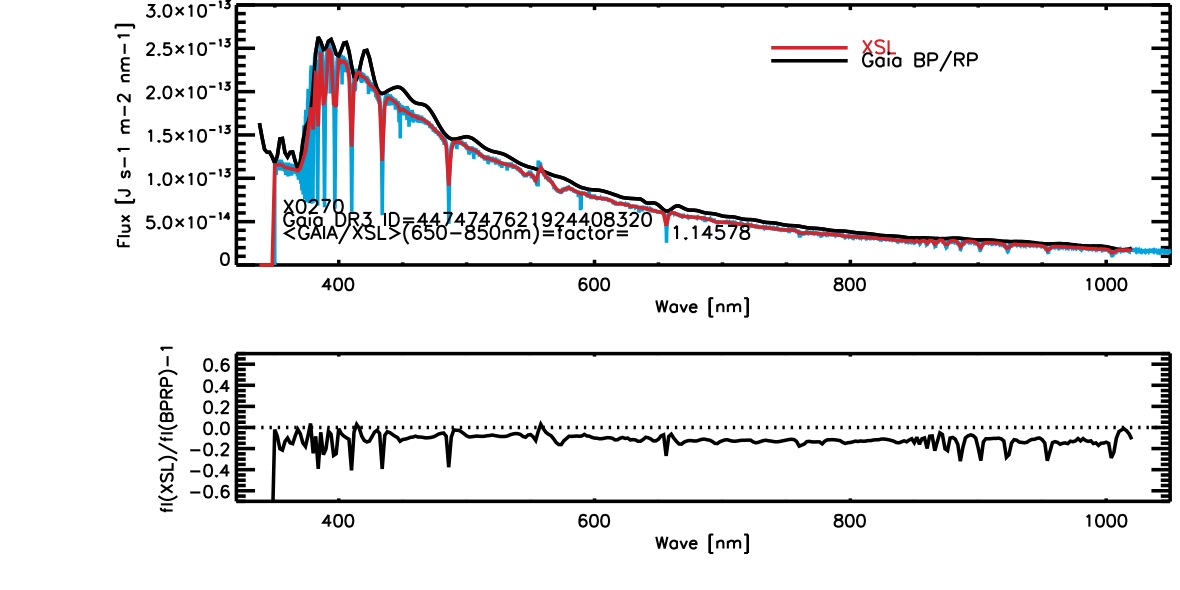 3.0×10−13
2.5×10−13
2.0×10−13
1.5×10−13
1.0×10−13
5.0×10−14
0
Flux [J s−1 m−2 nm−1]
XSL
Gaia BP/RP
X0270
Gaia DR3 ID=4474747621924408320
<GAIA/XSL>(650−850nm)=factor= 1.14578
400 600 800 1000
Wave [nm]
0.6
0.4
0.2
0.0
−0.2
−0.4
−0.6
fl(XSL)/fl(BPRP)−1
400 600 800 1000
Wave [nm]